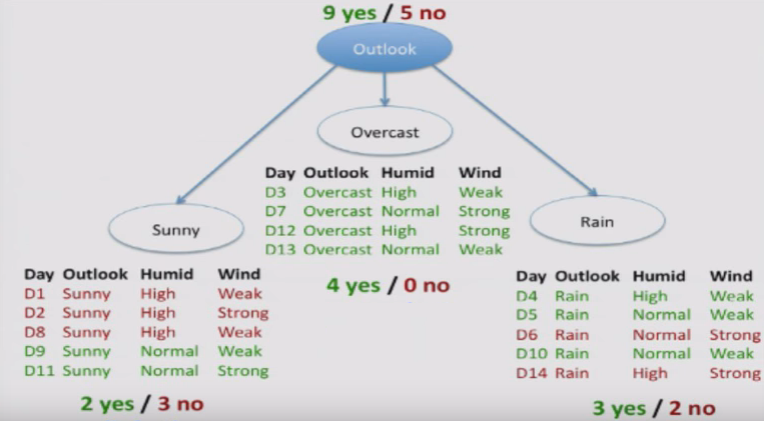 9 yes / 5 no
Outlook
Overcast
Day Outlook Humid Wind
D3 Overcast High Weak
D7 Overcast Normal Strong
D12 Overcast High Strong
D13 Overcast Normal Weak
4 yes / 0 no
Sunny
Day Outlook Humid Wind
D1 Sunny High Weak
D2 Sunny High Strong
D8 Sunny High Weak
D9 Sunny Normal Weak
D11 Sunny Normal Strong
2 yes / 3 no
Rain
Day Outlook Humid Wind
D4 Rain High Weak
D5 Rain Normal Weak
D6 Rain Normal Strong
D10 Rain Normal Weak
D14 Rain High Strong
3 yes / 2 no